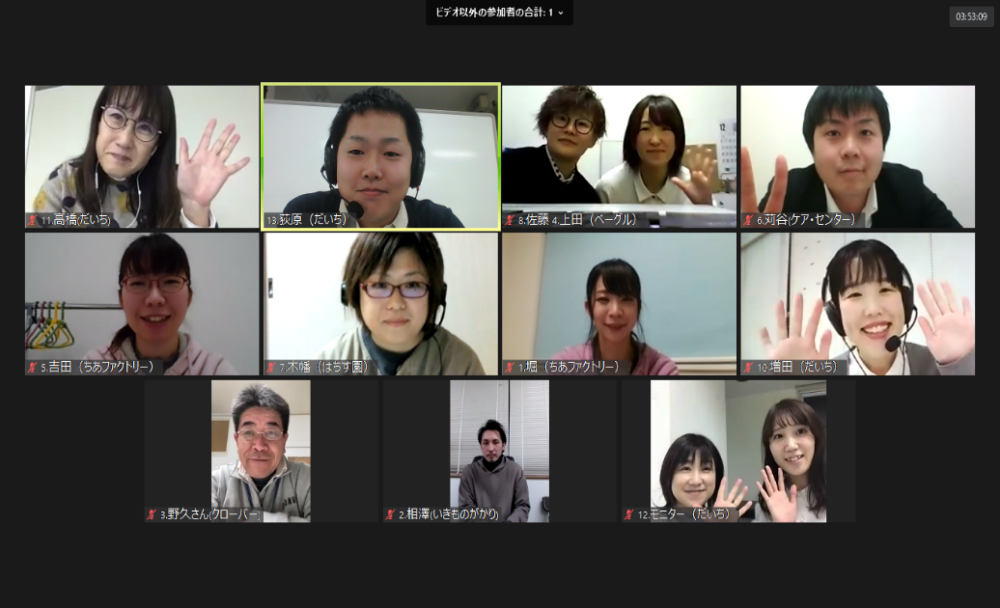 ビデオ以外の参加者の合計: 1
03:53:09
11.高橋(だいち)
13.荻原（だいち）
8.佐藤 4.上田（ベーグル）
6.刈谷(ケア・センター）
5.吉田（ちあファクトリー）
7.不幡（はちす園）
1.堀（ちあファクトリー）
10.増田（だいち）
3.野久さん(クローバー)
2.相澤(いきものがかり)
12.モニター（だいち）
12